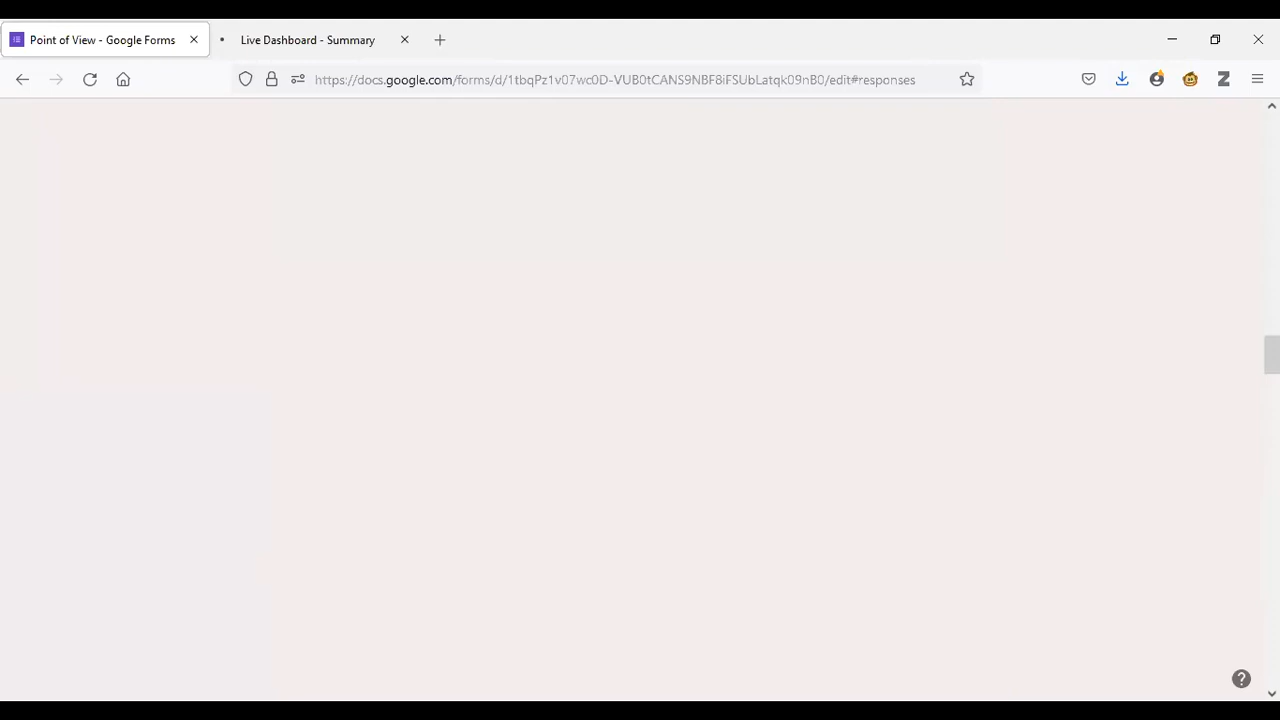 Point of View - Google Forms
Live Dashboard - Summary
https://docs.google.com/forms/d/1tbqPz1v07wc0D-VUB0tCANS9NBF8iFSUbLatqk09nB0/edit#responses